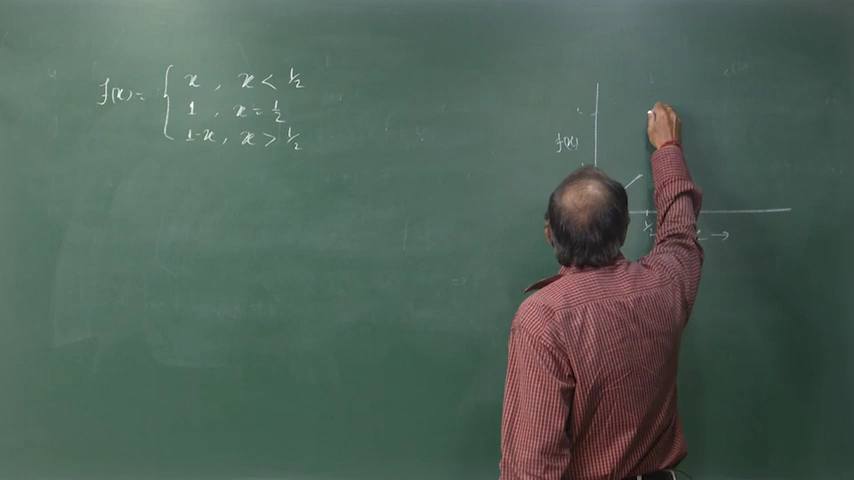 f(x) = { x , x < 1/2
1 , x = 1/2
1-x , x > 1/2
f(x)
1/2
→